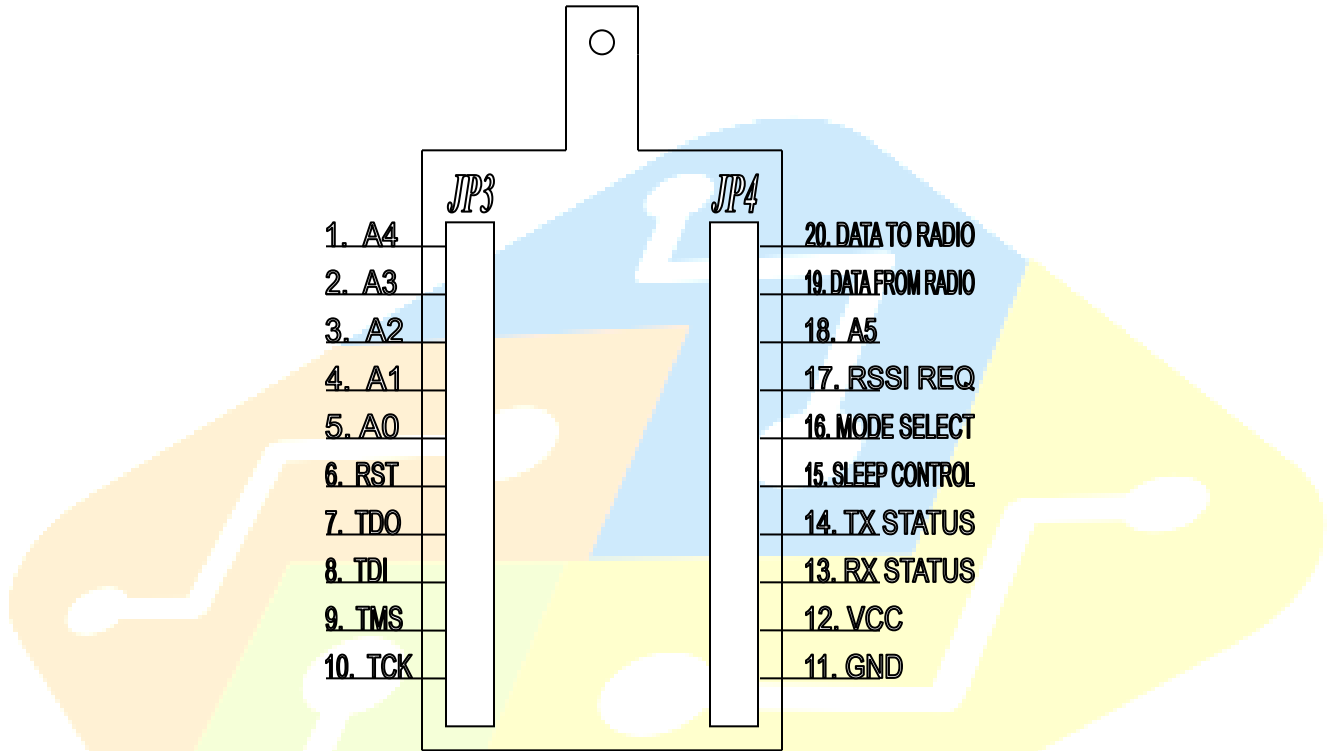 JP3
JP4
1. A4
2. A3
3. A2
4. A1
5. A0
6. RST
7. TDO
8. TDI
9. TMS
10. TCK
20. DATA TO RADIO
19. DATA FROM RADIO
18. A5
17. RSSI REQ
16. MODE SELECT
15. SLEEP CONTROL
14. TX STATUS
13. RX STATUS
12. VCC
11. GND